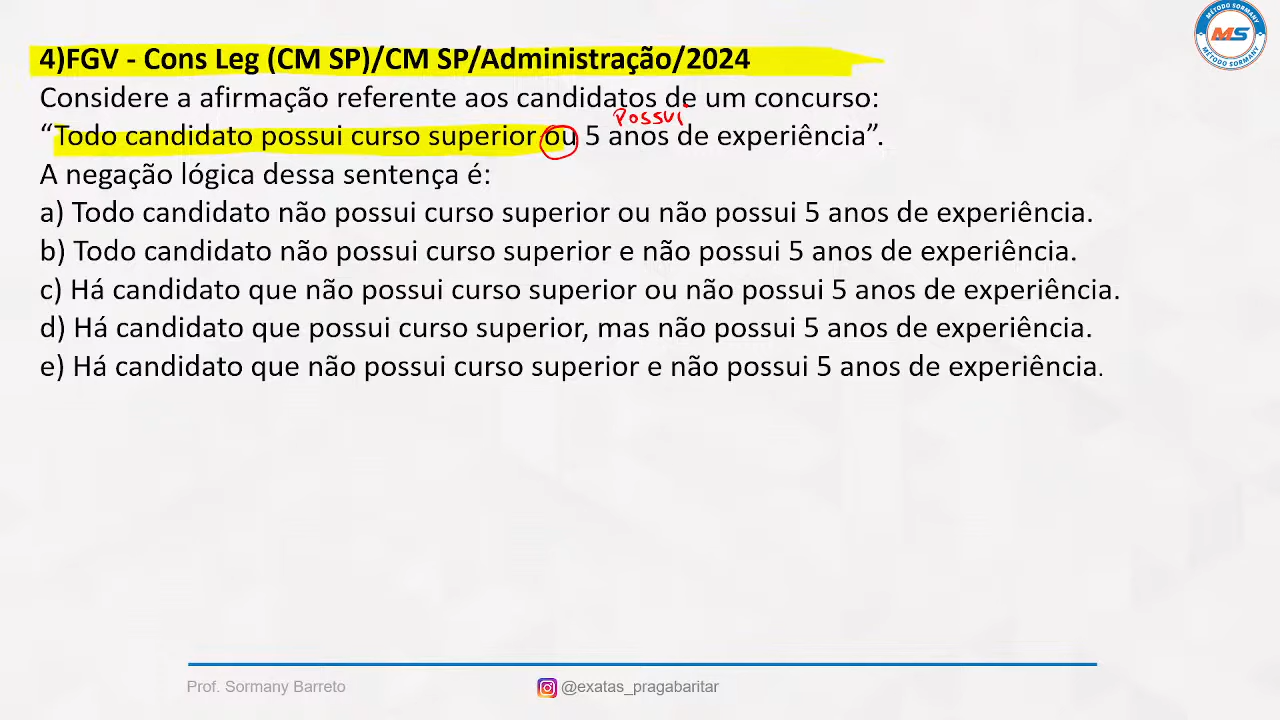 MÉTODO SORMANY
MS
MÉTODO SORMANY
4)FGV - Cons Leg (CM SP)/CM SP/Administração/2024
Considere a afirmação referente aos candidatos de um concurso:
possui
“Todo candidato possui curso superior ou 5 anos de experiência”.
A negação lógica dessa sentença é:
a) Todo candidato não possui curso superior ou não possui 5 anos de experiência.
b) Todo candidato não possui curso superior e não possui 5 anos de experiência.
c) Há candidato que não possui curso superior ou não possui 5 anos de experiência.
d) Há candidato que possui curso superior, mas não possui 5 anos de experiência.
e) Há candidato que não possui curso superior e não possui 5 anos de experiência.
Prof. Sormany Barreto
@exatas_pragabaritar